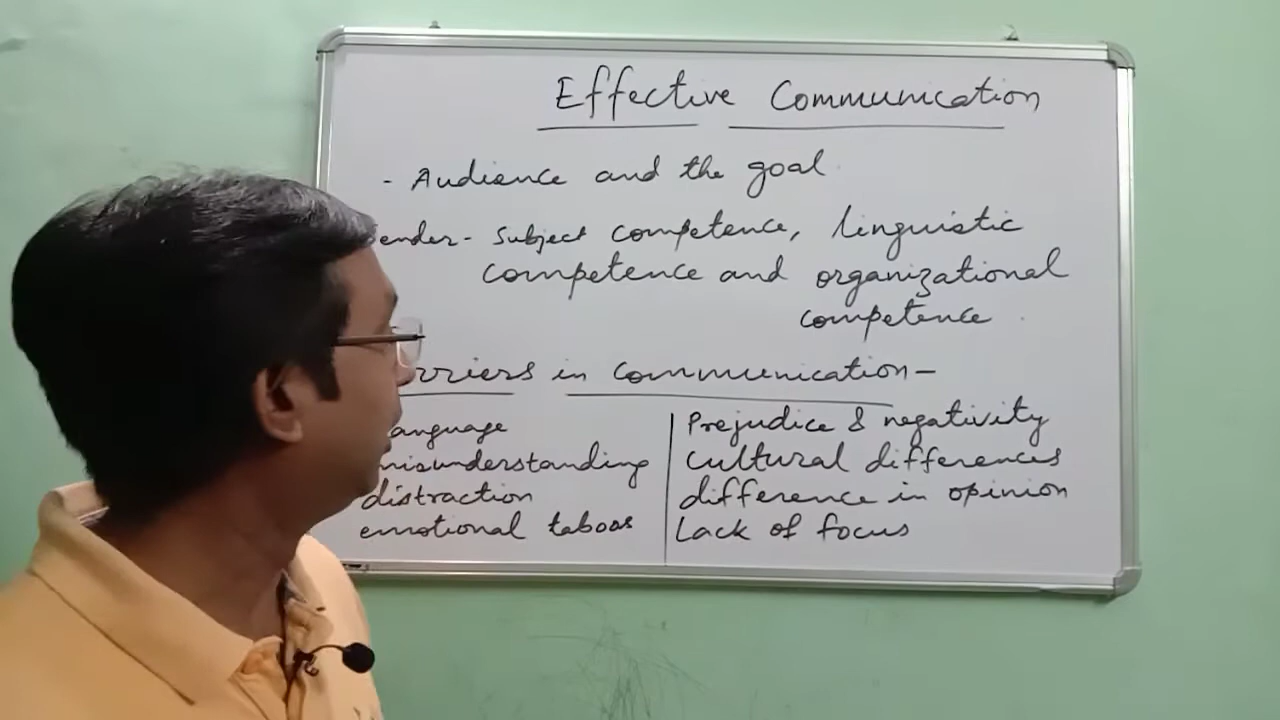 Effective Communication
- Audience and the goal
ender - Subject competence, linguistic
competence and organizational
competence
rriers in communication -
anguage
misunderstanding
distraction
emotional taboos
Prejudice & negativity
cultural differences
difference in opinion
Lack of focus